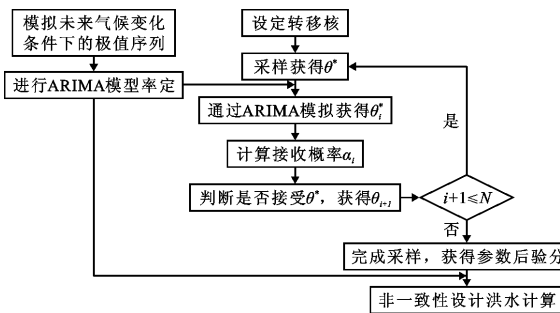 模拟未来气候变化
条件下的极值序列
设定转移核
采样获得θ*
进行ARIMA模型率定
通过ARIMA模拟获得θ*i
计算接收概率αi
是
判断是否接受θ*，获得θi+1
i+1≤N
否
完成采样，获得参数后验分
非一致性设计洪水计算